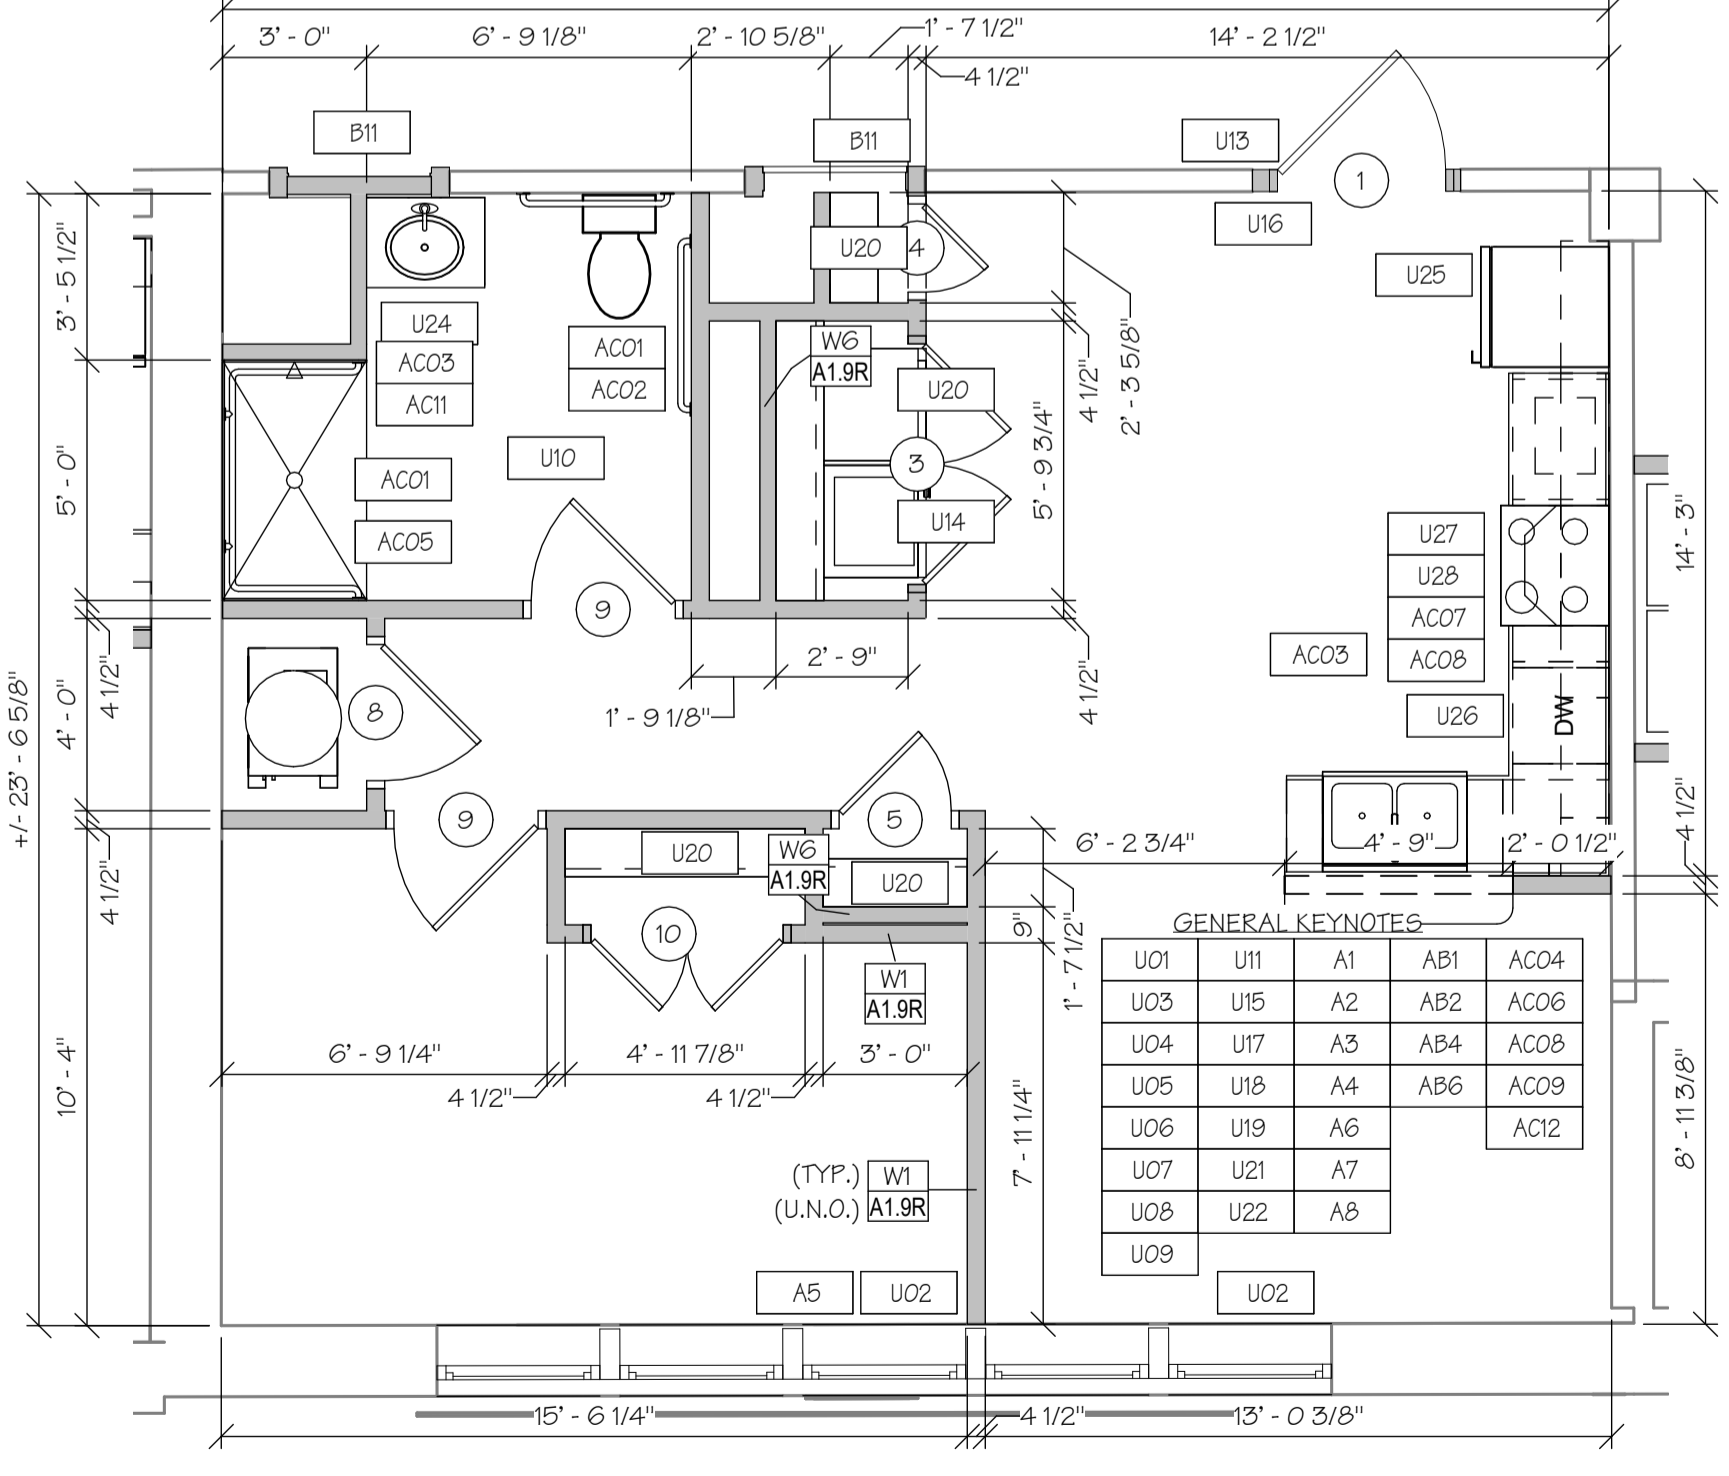 3' - 0"
6' - 9 1/8"
2' - 10 5/8"
1' - 7 1/2"
14' - 2 1/2"
4 1/2"
B11
B11
U13
1
U16
U20
4
U25
3' - 5 1/2"
U24
AC03
AC11
AC01
AC02
W6
A1.9R
U20
4 1/2"
2' - 3 5/8"
U10
5' - 0"
AC01
AC05
3
U14
5' - 9 3/4"
U27
U28
AC07
AC08
14' - 3"
9
AC03
2' - 9"
1' - 9 1/8"
4 1/2"
4 1/2"
+/- 23' - 6 5/8"
4' - 0"
8
U26
DW
9
5
4 1/2"
U20
W6
A1.9R
U20
6' - 2 3/4"
4' - 9"
2' - 0 1/2"
4 1/2"
10
9"
1' - 7 1/2"
W1
A1.9R
GENERAL KEYNOTES
U01 U11 A1 AB1 AC04
U03 U15 A2 AB2 AC06
U04 U17 A3 AB4 AC08
U05 U18 A4 AB6 AC09
U06 U19 A6 AC12
U07 U21 A7
U08 U22 A8
U09
6' - 9 1/4"
4' - 11 7/8"
3' - 0"
4 1/2"
4 1/2"
10' - 4"
7' - 11 1/4"
8' - 11 3/8"
(TYP.)
(U.N.O.)
W1
A1.9R
A5
U02
U02
15' - 6 1/4"
4 1/2"
13' - 0 3/8"